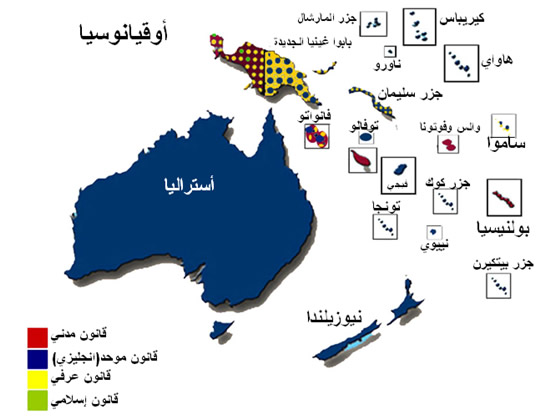 أوقيانوسيا
جزر المارشال
كيريباس
بابوا غينيا الجديدة
ناورو
هاواي
جزر سليمان
فانواتو
توفالو
والس وفوتونا
ساموا
أستراليا
فيجي
جزر كوك
تونجا
بولنيسيا
نييوي
جزر بيتكيرن
نيوزيلندا
قانون مدني
قانون موحد(انجليزي)
قانون عرفي
قانون إسلامي